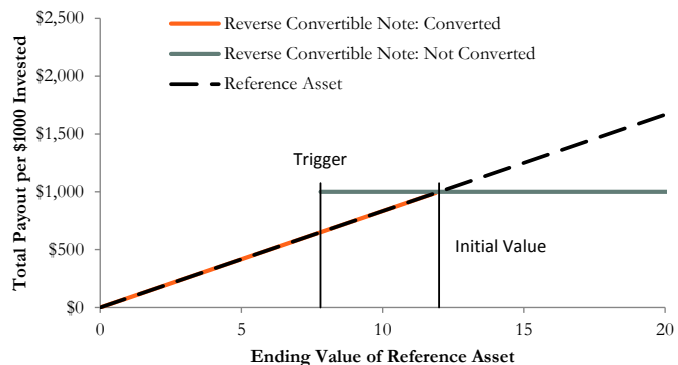 $2,500
$2,000
$1,500
$1,000
$500
$0
Total Payout per $1000 Invested
Reverse Convertible Note: Converted
Reverse Convertible Note: Not Converted
Reference Asset
Trigger
Initial Value
0 5 10 15 20
Ending Value of Reference Asset